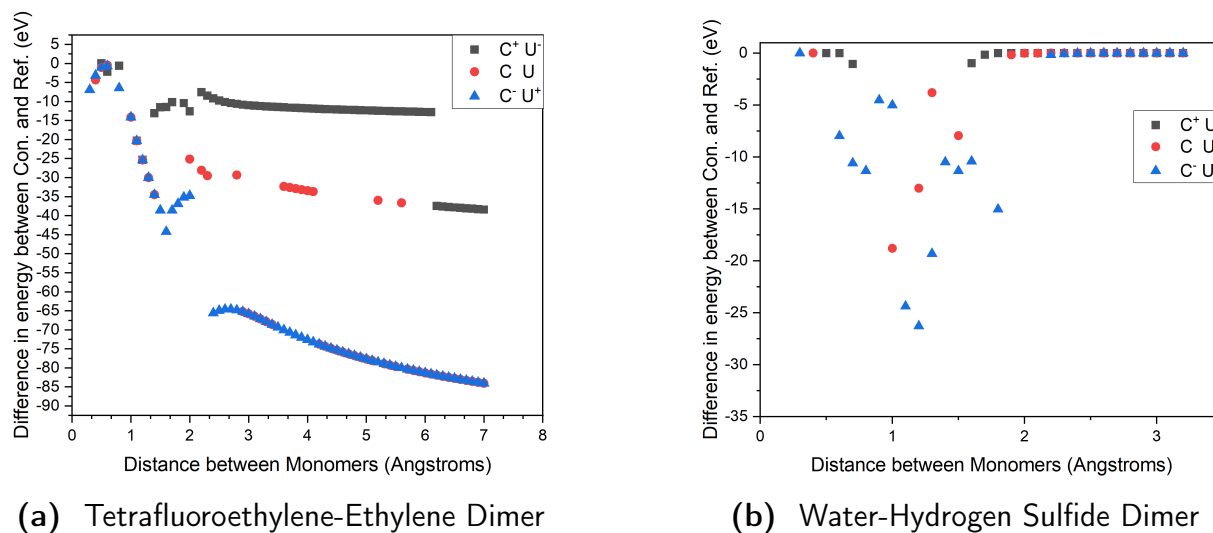 Difference in energy between Con. and Ref. (eV)
5
0
-5
-10
-15
-20
-25
-30
-35
-40
-45
-50
-55
-60
-65
-70
-75
-80
-85
-90
0 1 2 3 4 5 6 7 8
Distance between Monomers (Angstroms)
C⁺ U⁻
C U
C⁻ U⁺
(a) Tetrafluoroethylene-Ethylene Dimer
Difference in energy between Con. and Ref. (eV)
0
-5
-10
-15
-20
-25
-30
-35
0 1 2 3
Distance between Monomers (Angstroms)
C⁺ U
C U
C⁻ U
(b) Water-Hydrogen Sulfide Dimer